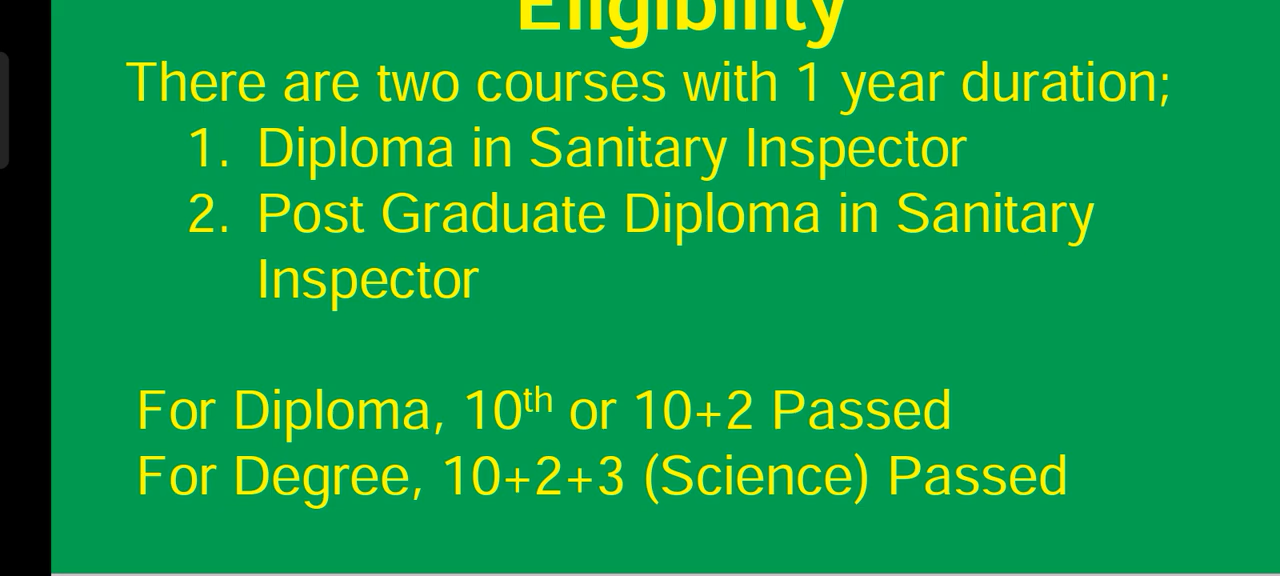 Eligibility
There are two courses with 1 year duration;
1. Diploma in Sanitary Inspector
2. Post Graduate Diploma in Sanitary
Inspector
For Diploma, 10th or 10+2 Passed
For Degree, 10+2+3 (Science) Passed